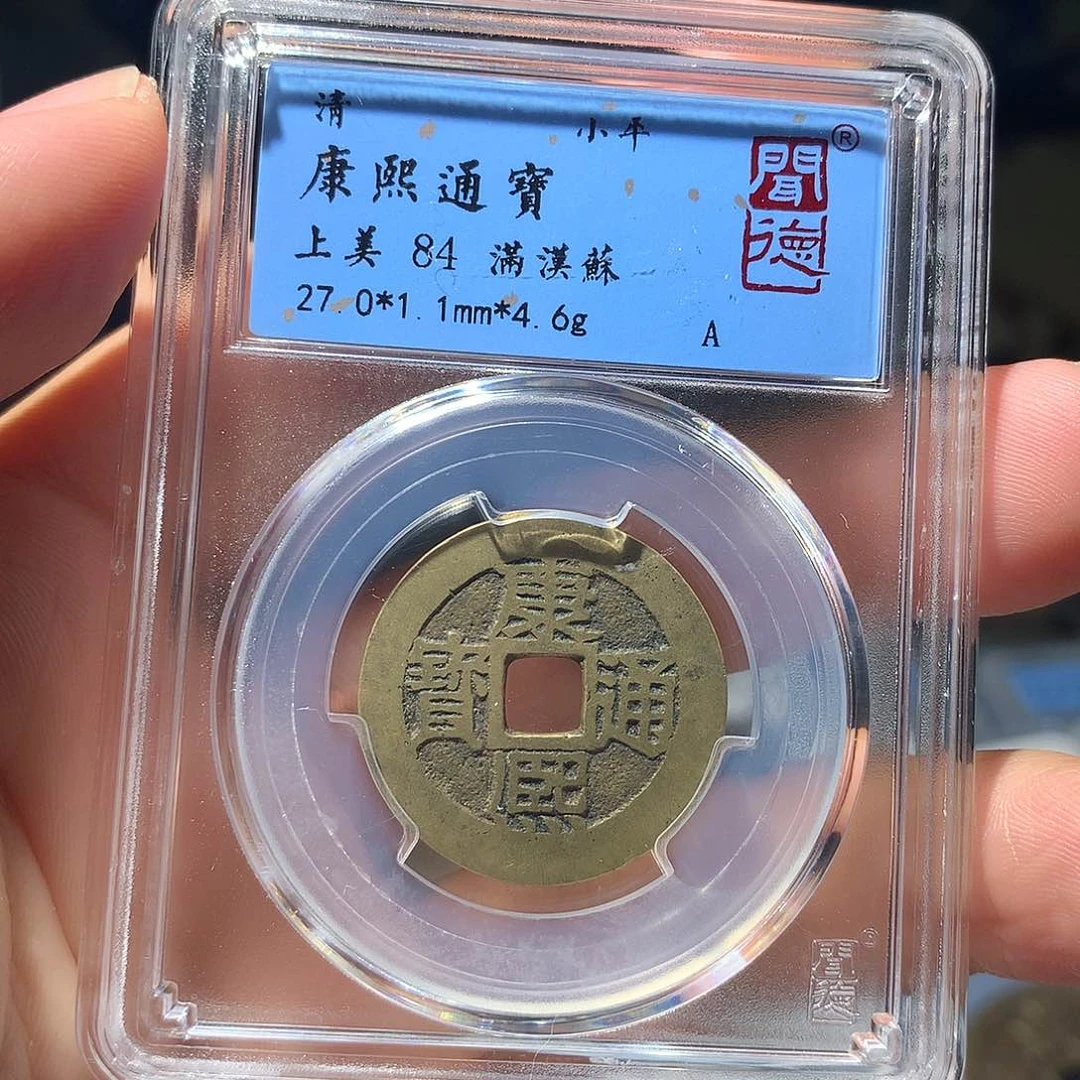 清 小平
康熙通寶
上美 84 滿漢蘇
27.0*1.1mm*4.6g A
聞德®
康熙通寶
聞德®